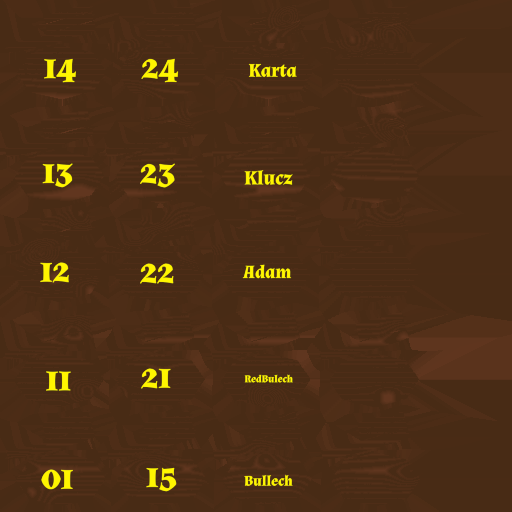 14 24 Karta
13 23 Klucz
12 22 Adam
11 21 RedBulech
01 15 Bullech